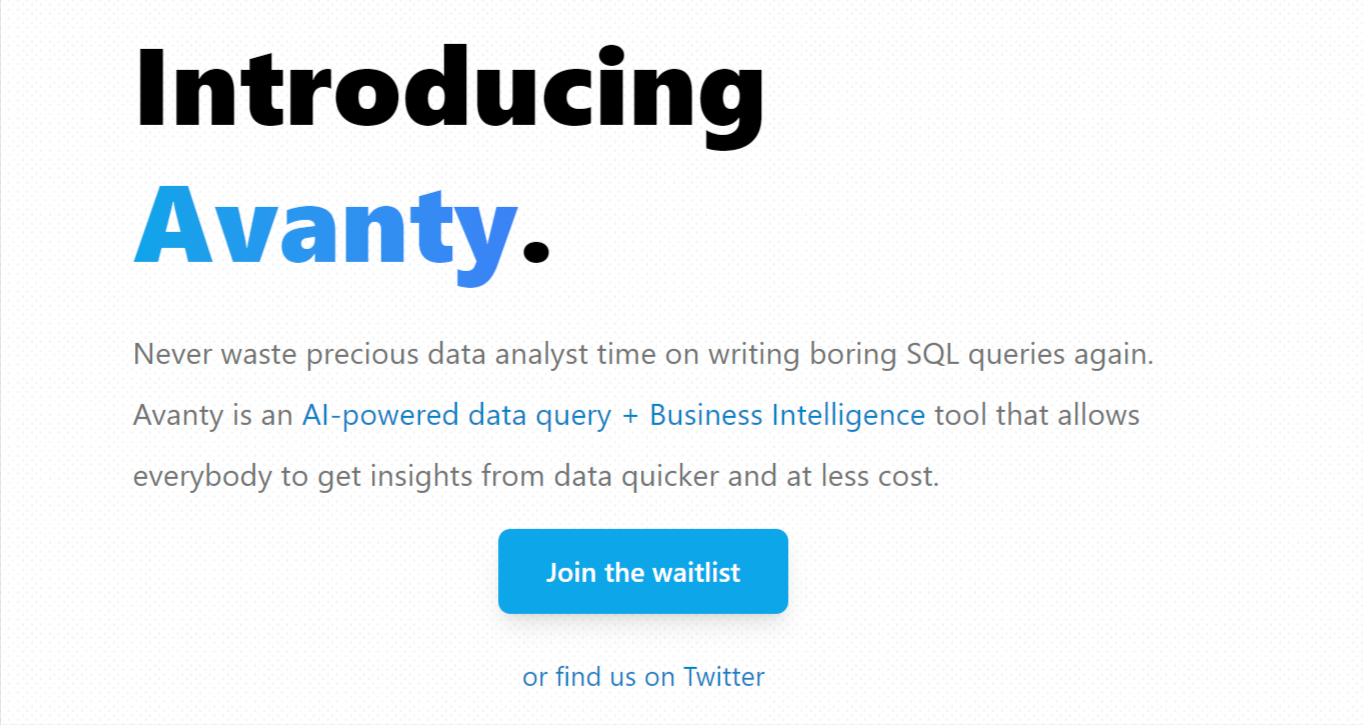 Introducing
Avanty.
Never waste precious data analyst time on writing boring SQL queries again.
Avanty is an AI-powered data query + Business Intelligence tool that allows
everybody to get insights from data quicker and at less cost.
Join the waitlist
or find us on Twitter